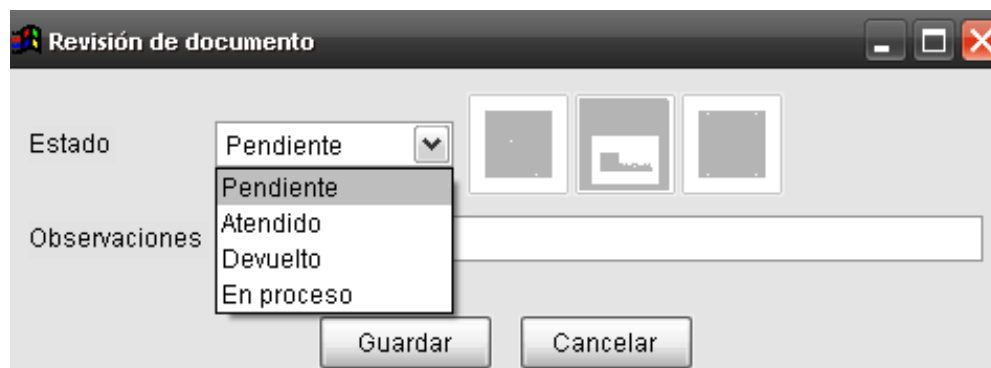 Revisión de documento
Estado
Pendiente
Pendiente
Atendido
Devuelto
En proceso
Observaciones
Guardar
Cancelar